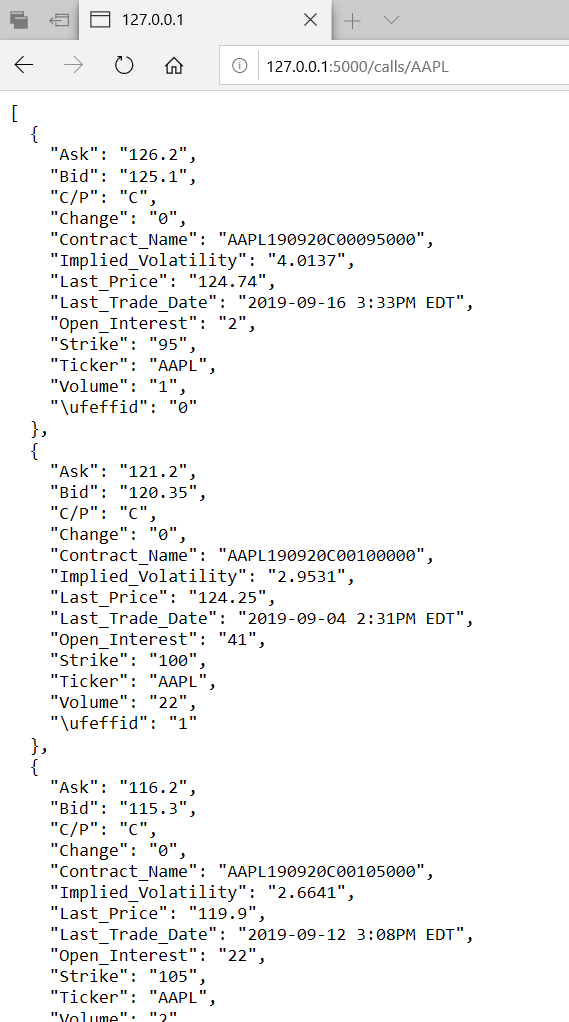 127.0.0.1
127.0.0.1:5000/calls/AAPL
[
  {
    "Ask": "126.2",
    "Bid": "125.1",
    "C/P": "C",
    "Change": "0",
    "Contract_Name": "AAPL190920C00095000",
    "Implied_Volatility": "4.0137",
    "Last_Price": "124.74",
    "Last_Trade_Date": "2019-09-16 3:33PM EDT",
    "Open_Interest": "2",
    "Strike": "95",
    "Ticker": "AAPL",
    "Volume": "1",
    "\ufeffid": "0"
  },
  {
    "Ask": "121.2",
    "Bid": "120.35",
    "C/P": "C",
    "Change": "0",
    "Contract_Name": "AAPL190920C00100000",
    "Implied_Volatility": "2.9531",
    "Last_Price": "124.25",
    "Last_Trade_Date": "2019-09-04 2:31PM EDT",
    "Open_Interest": "41",
    "Strike": "100",
    "Ticker": "AAPL",
    "Volume": "22",
    "\ufeffid": "1"
  },
  {
    "Ask": "116.2",
    "Bid": "115.3",
    "C/P": "C",
    "Change": "0",
    "Contract_Name": "AAPL190920C00105000",
    "Implied_Volatility": "2.6641",
    "Last_Price": "119.9",
    "Last_Trade_Date": "2019-09-12 3:08PM EDT",
    "Open_Interest": "22",
    "Strike": "105",
    "Ticker": "AAPL",
    "Volume": "2"